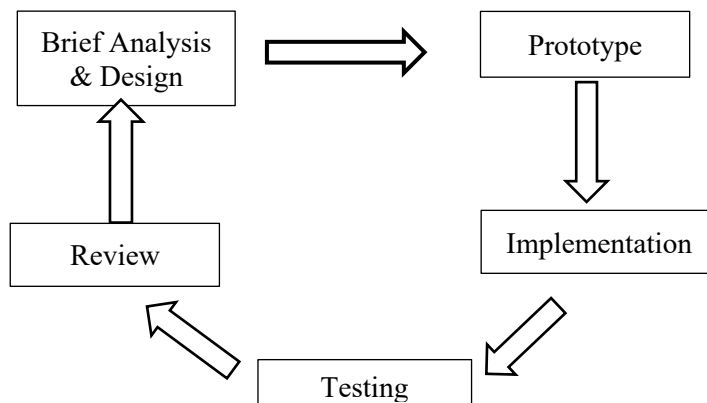 Brief Analysis
& Design
Prototype
Implementation
Testing
Review